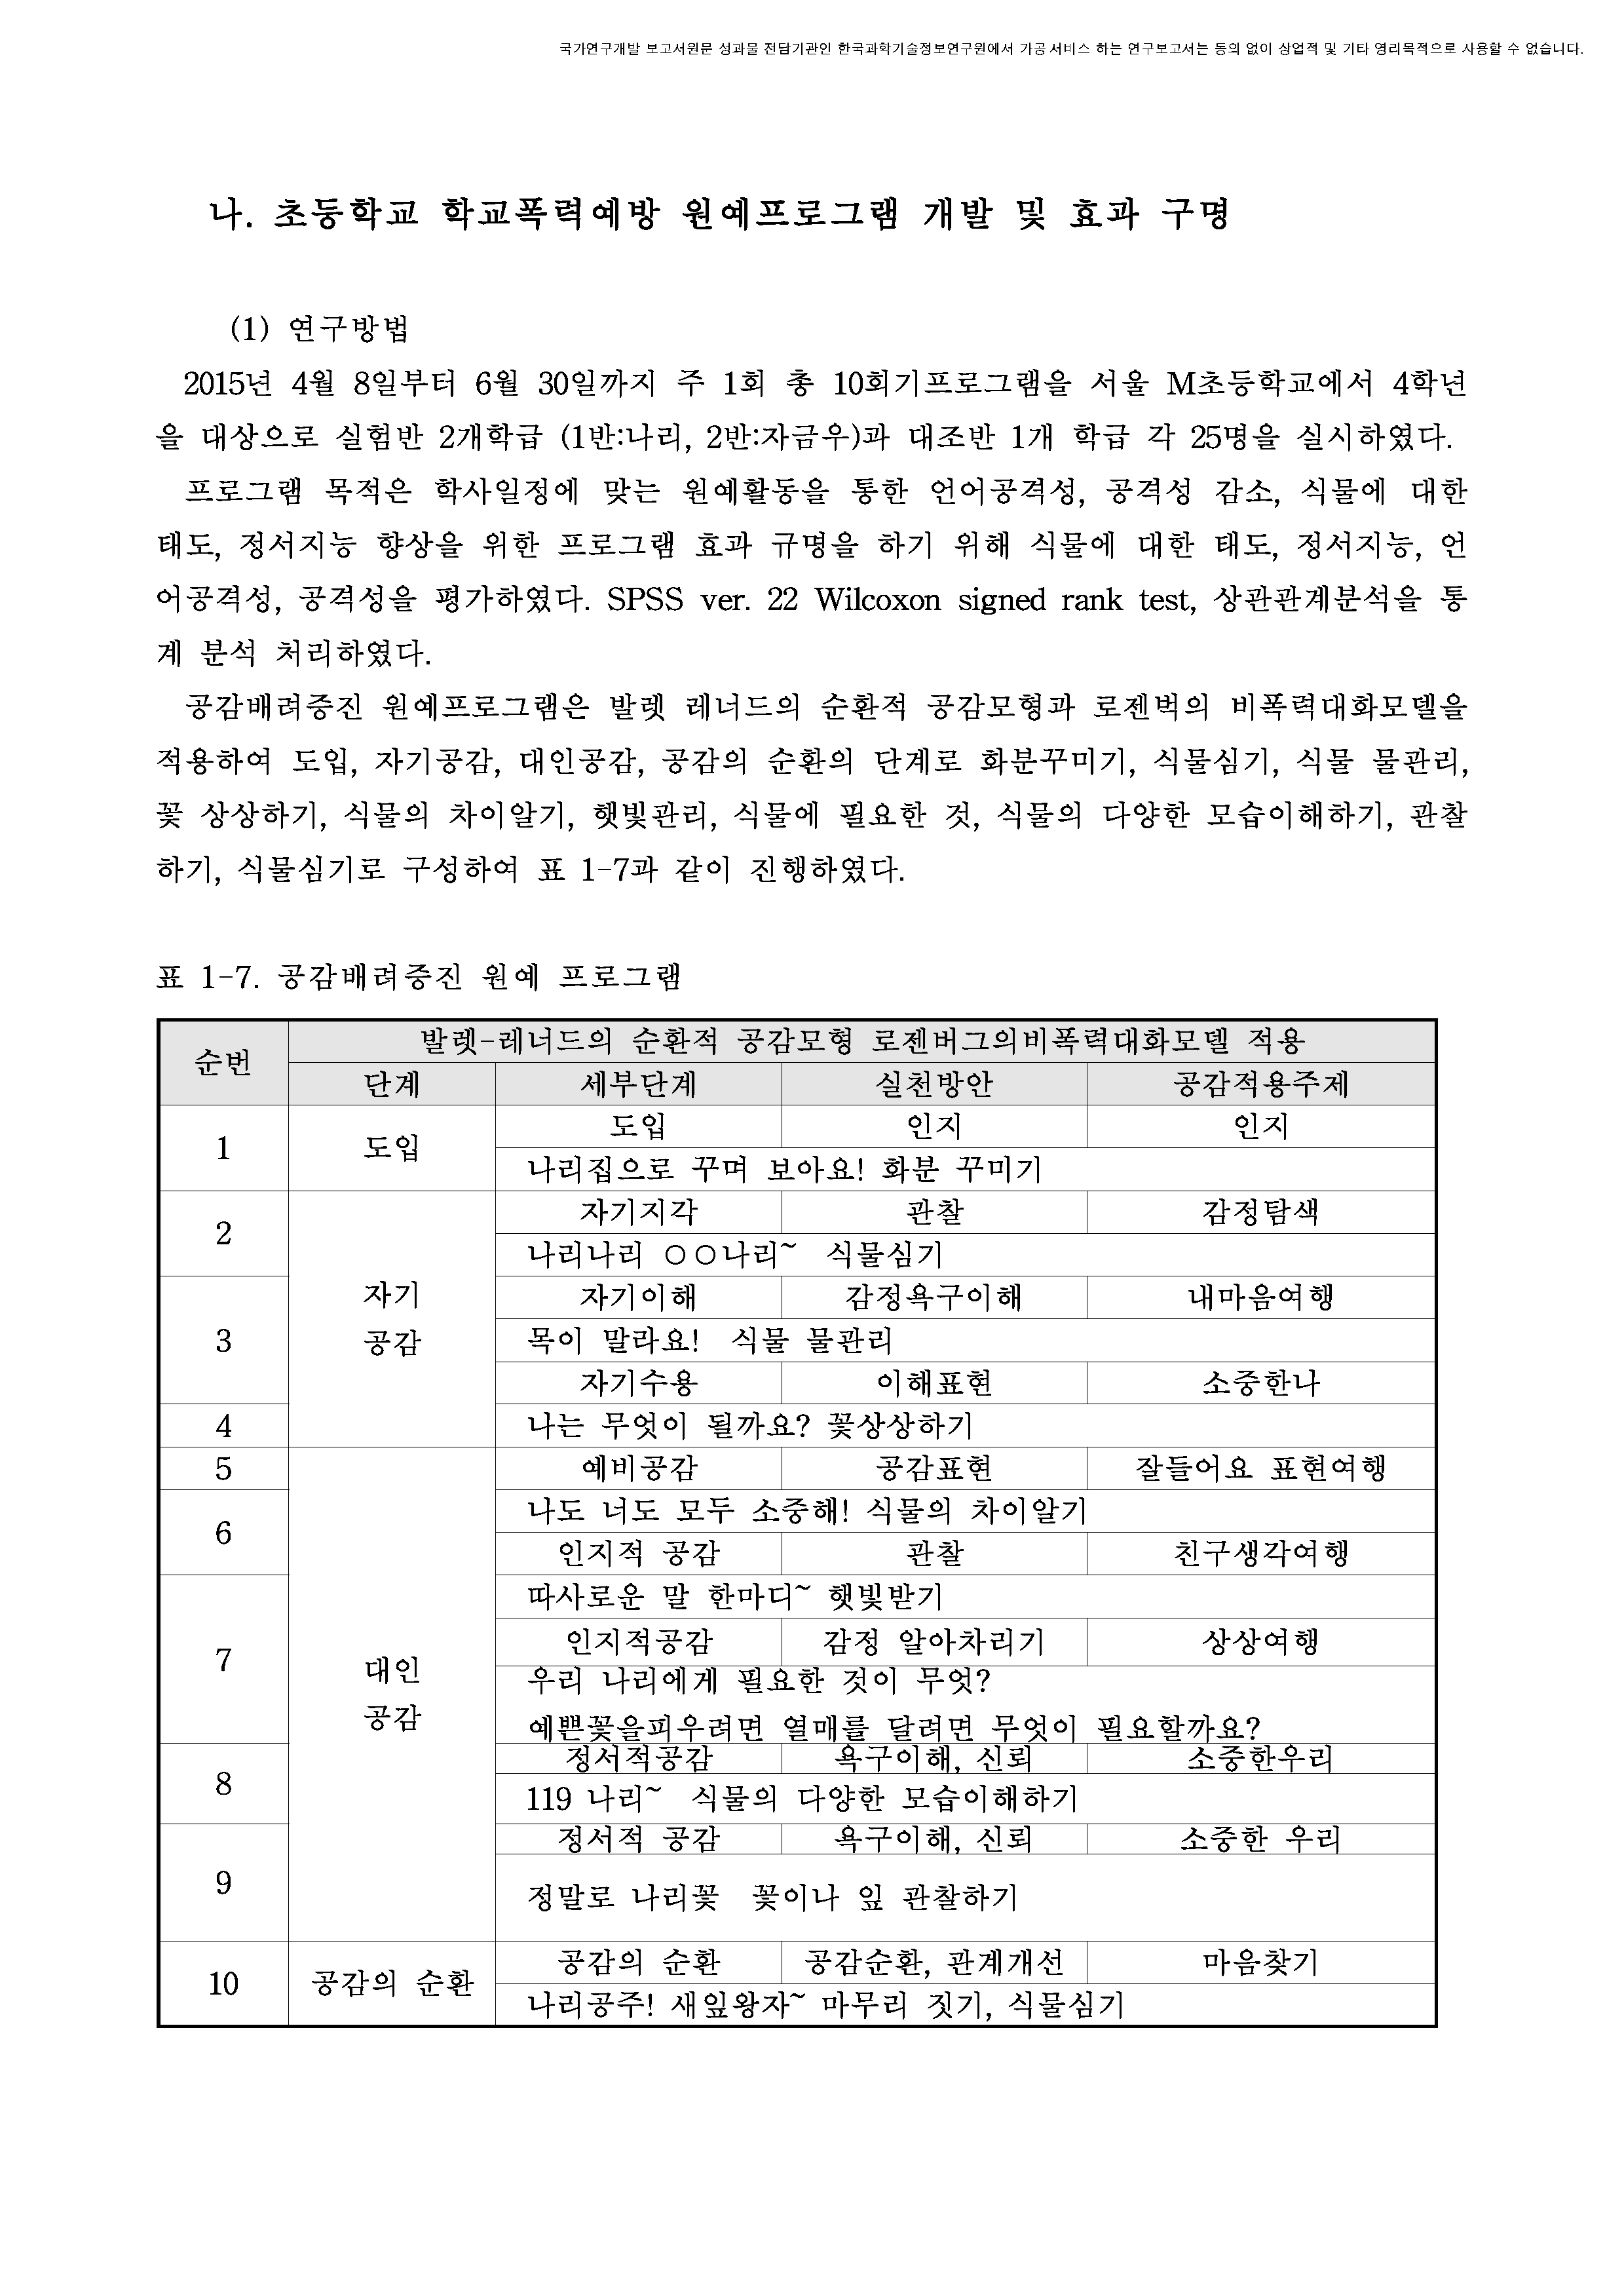 국가연구개발 보고서원문 성과물 전담기관인 한국과학기술정보연구원에서 가공·서비스 하는 연구보고서는 동의 없이 상업적 및 기타 영리목적으로 사용할 수 없습니다.
나. 초등학교 학교폭력예방 원예프로그램 개발 및 효과 구명
(1) 연구방법
2015년 4월 8일부터 6월 30일까지 주 1회 총 10회기프로그램을 서울 M초등학교에서 4학년
을 대상으로 실험반 2개학급 (1반:나리, 2반:자금우)과 대조반 1개 학급 각 25명을 실시하였다.
프로그램 목적은 학사일정에 맞는 원예활동을 통한 언어공격성, 공격성 감소, 식물에 대한
태도, 정서지능 향상을 위한 프로그램 효과 규명을 하기 위해 식물에 대한 태도, 정서지능, 언
어공격성, 공격성을 평가하였다. SPSS ver. 22 Wilcoxon signed rank test, 상관관계분석을 통
계 분석 처리하였다.
공감배려증진 원예프로그램은 발렛 레너드의 순환적 공감모형과 로젠벅의 비폭력대화모델을
적용하여 도입, 자기공감, 대인공감, 공감의 순환의 단계로 화분꾸미기, 식물심기, 식물 물관리,
꽃 상상하기, 식물의 차이알기, 햇빛관리, 식물에 필요한 것, 식물의 다양한 모습이해하기, 관찰
하기, 식물심기로 구성하여 표 1-7과 같이 진행하였다.
표 1-7. 공감배려증진 원예 프로그램
순번 발렛-레너드의 순환적 공감모형 로젠버그의비폭력대화모델 적용
단계 세부단계 실천방안 공감적용주제
1 도입 도입 인지 인지
나리집으로 꾸며 보아요! 화분 꾸미기
2 자기지각 관찰 감정탐색
나리나리 ○○나리~ 식물심기
자기
공감
3 자기이해 감정욕구이해 내마음여행
목이 말라요! 식물 물관리
자기수용 이해표현 소중한나
4 나는 무엇이 될까요? 꽃상상하기
5 예비공감 공감표현 잘들어요 표현여행
6 나도 너도 모두 소중해! 식물의 차이알기
인지적 공감 관찰 친구생각여행
대인
공감
7 따사로운 말 한마디~ 햇빛받기
인지적공감 감정 알아차리기 상상여행
우리 나리에게 필요한 것이 무엇?
예쁜꽃을피우려면 열매를 달려면 무엇이 필요할까요?
8 정서적공감 욕구이해, 신뢰 소중한우리
119 나리~ 식물의 다양한 모습이해하기
9 정서적 공감 욕구이해, 신뢰 소중한 우리
정말로 나리꽃 꽃이나 잎 관찰하기
10 공감의 순환 공감의 순환 공감순환, 관계개선 마음찾기
나리공주! 새잎왕자~ 마무리 짓기, 식물심기